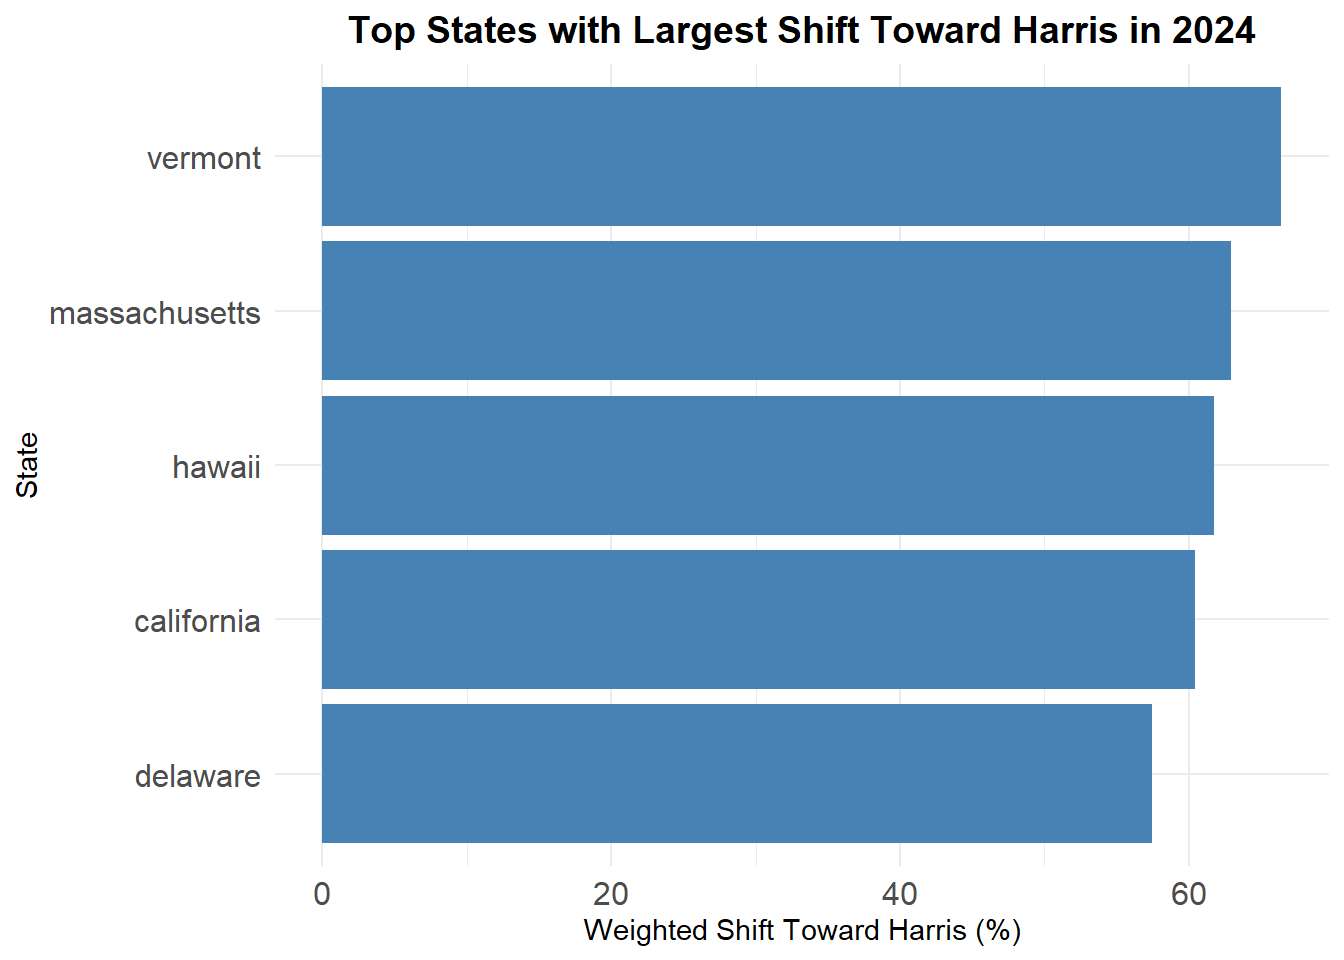 Top States with Largest Shift Toward Harris in 2024
vermont
massachusetts
hawaii
california
delaware
State
0 20 40 60
Weighted Shift Toward Harris (%)